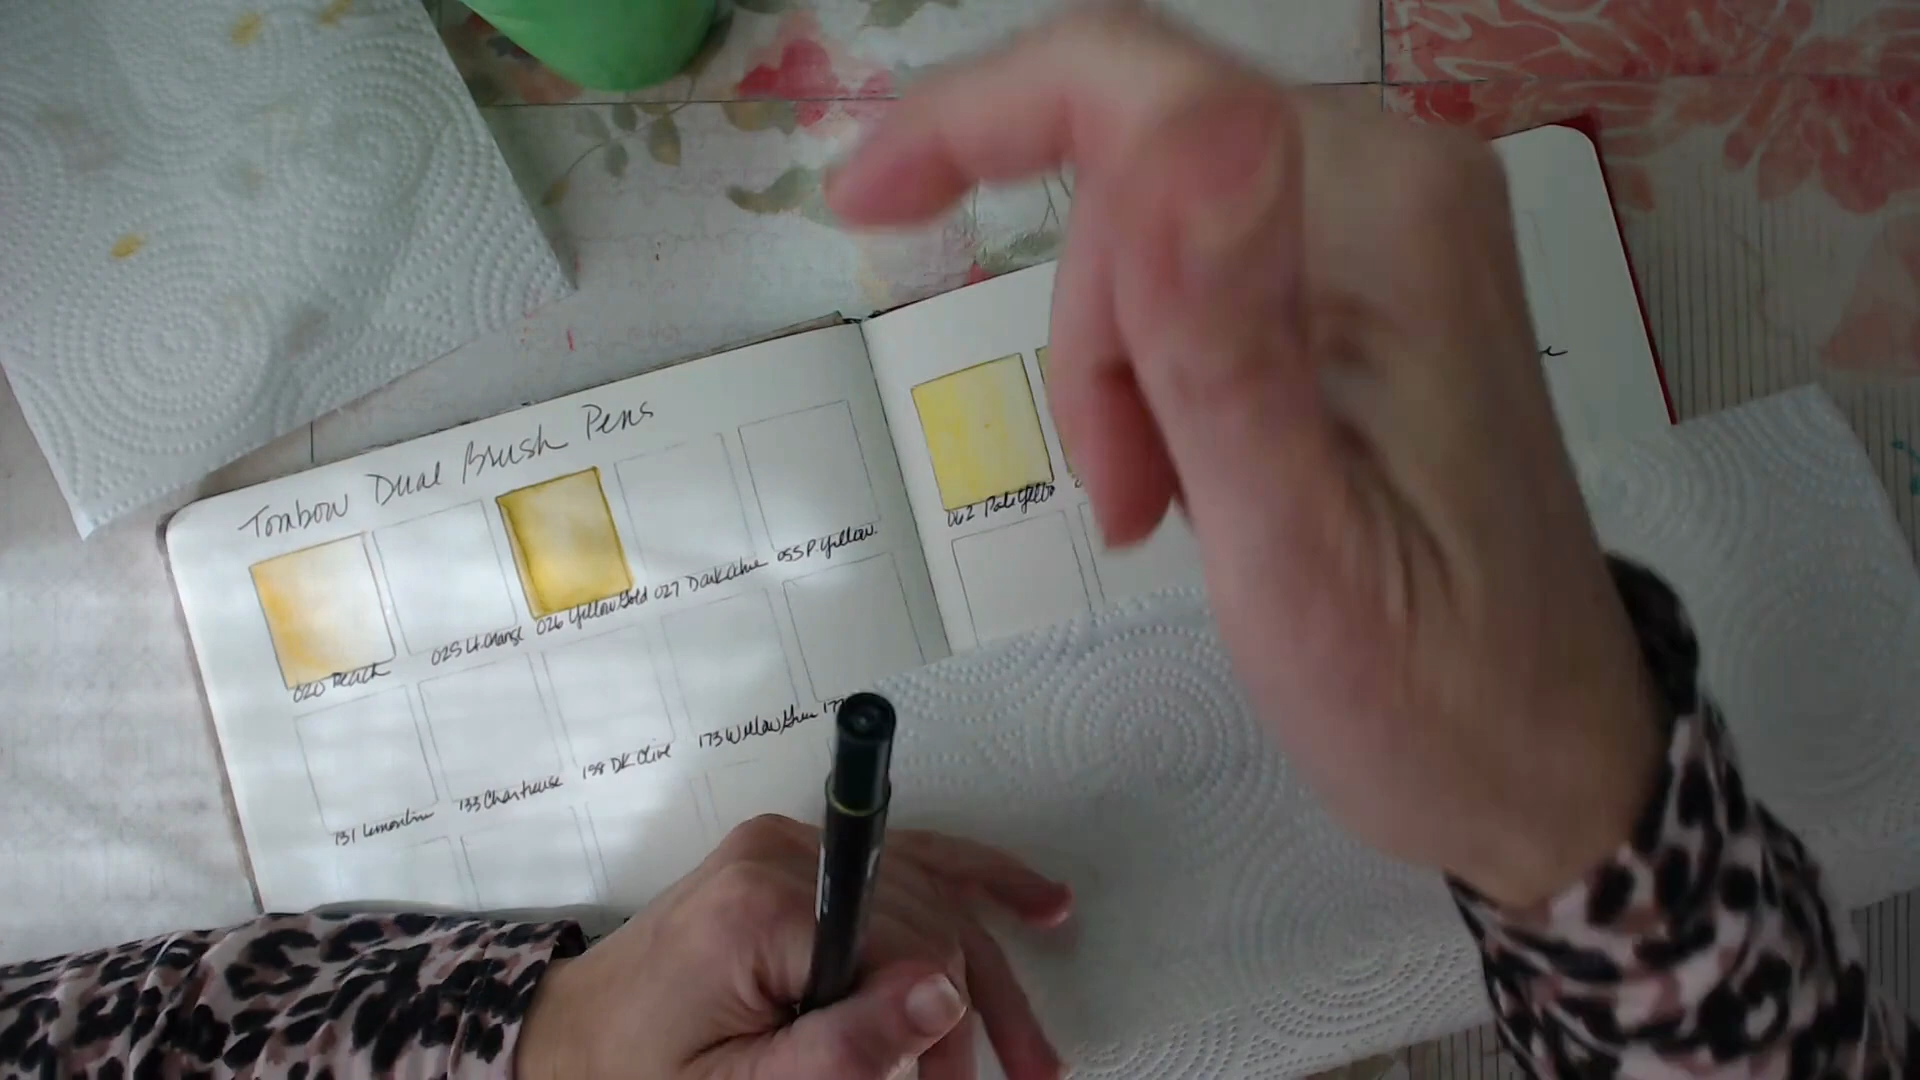 Tombow Dual Brush Pens
020 Peach 025 Lt. Orange 026 Yellow Gold 027 Dark Ochre 055 P. Yellow.
062 Pale Yellow
131 Lemon Lime 133 Chartreuse 158 DK Olive 173 Willow Green